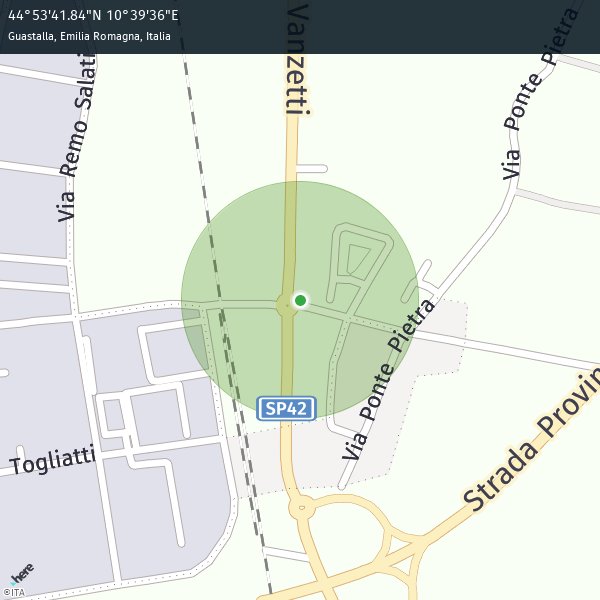 44°53'41.84"N 10°39'36"E
Guastalla, Emilia Romagna, Italia
Vanzetti
Via Ponte Pietra
Via Remo Salati
Via Ponte Pietra
SP42
Togliatti
Strada Provin
here
©ITA